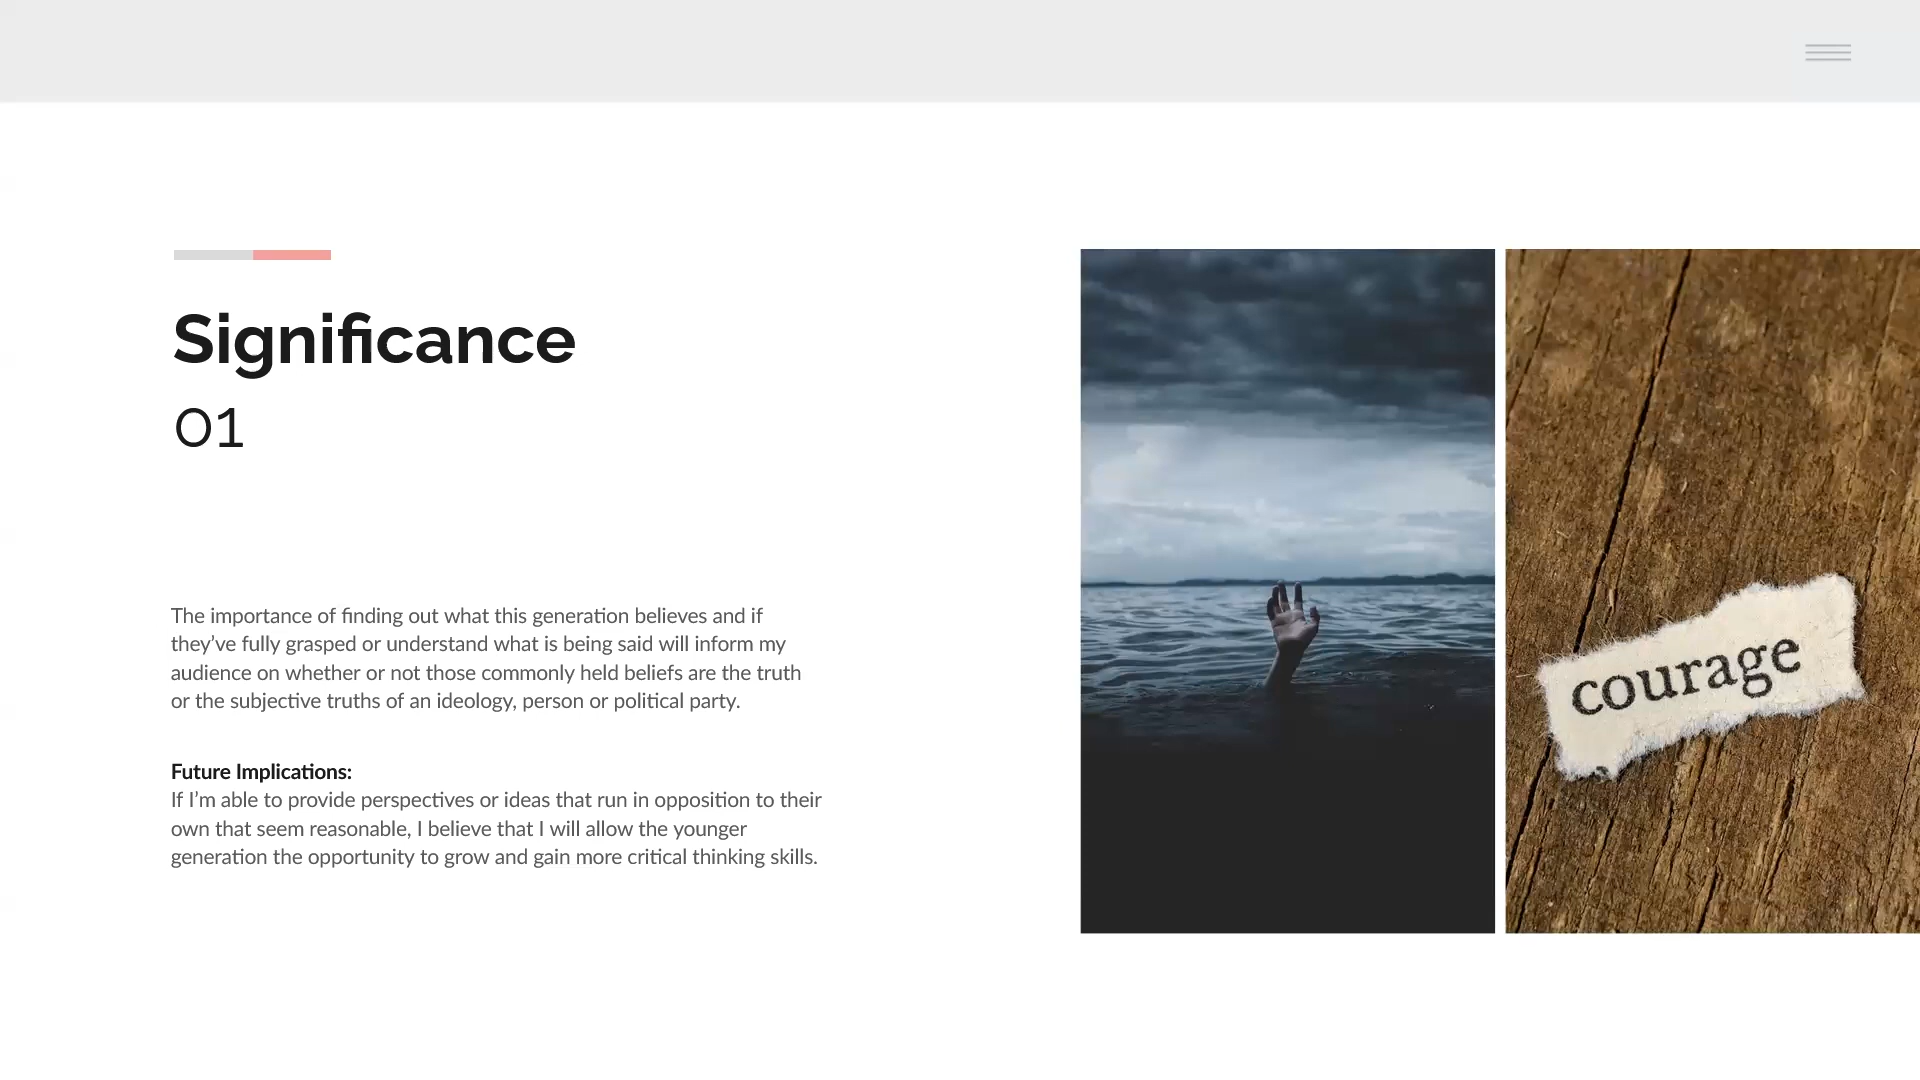 Significance
01
The importance of finding out what this generation believes and if
they've fully grasped or understand what is being said will inform my
audience on whether or not those commonly held beliefs are the truth
or the subjective truths of an ideology, person or political party.
Future Implications:
If I'm able to provide perspectives or ideas that run in opposition to their
own that seem reasonable, I believe that I will allow the younger
generation the opportunity to grow and gain more critical thinking skills.
courage